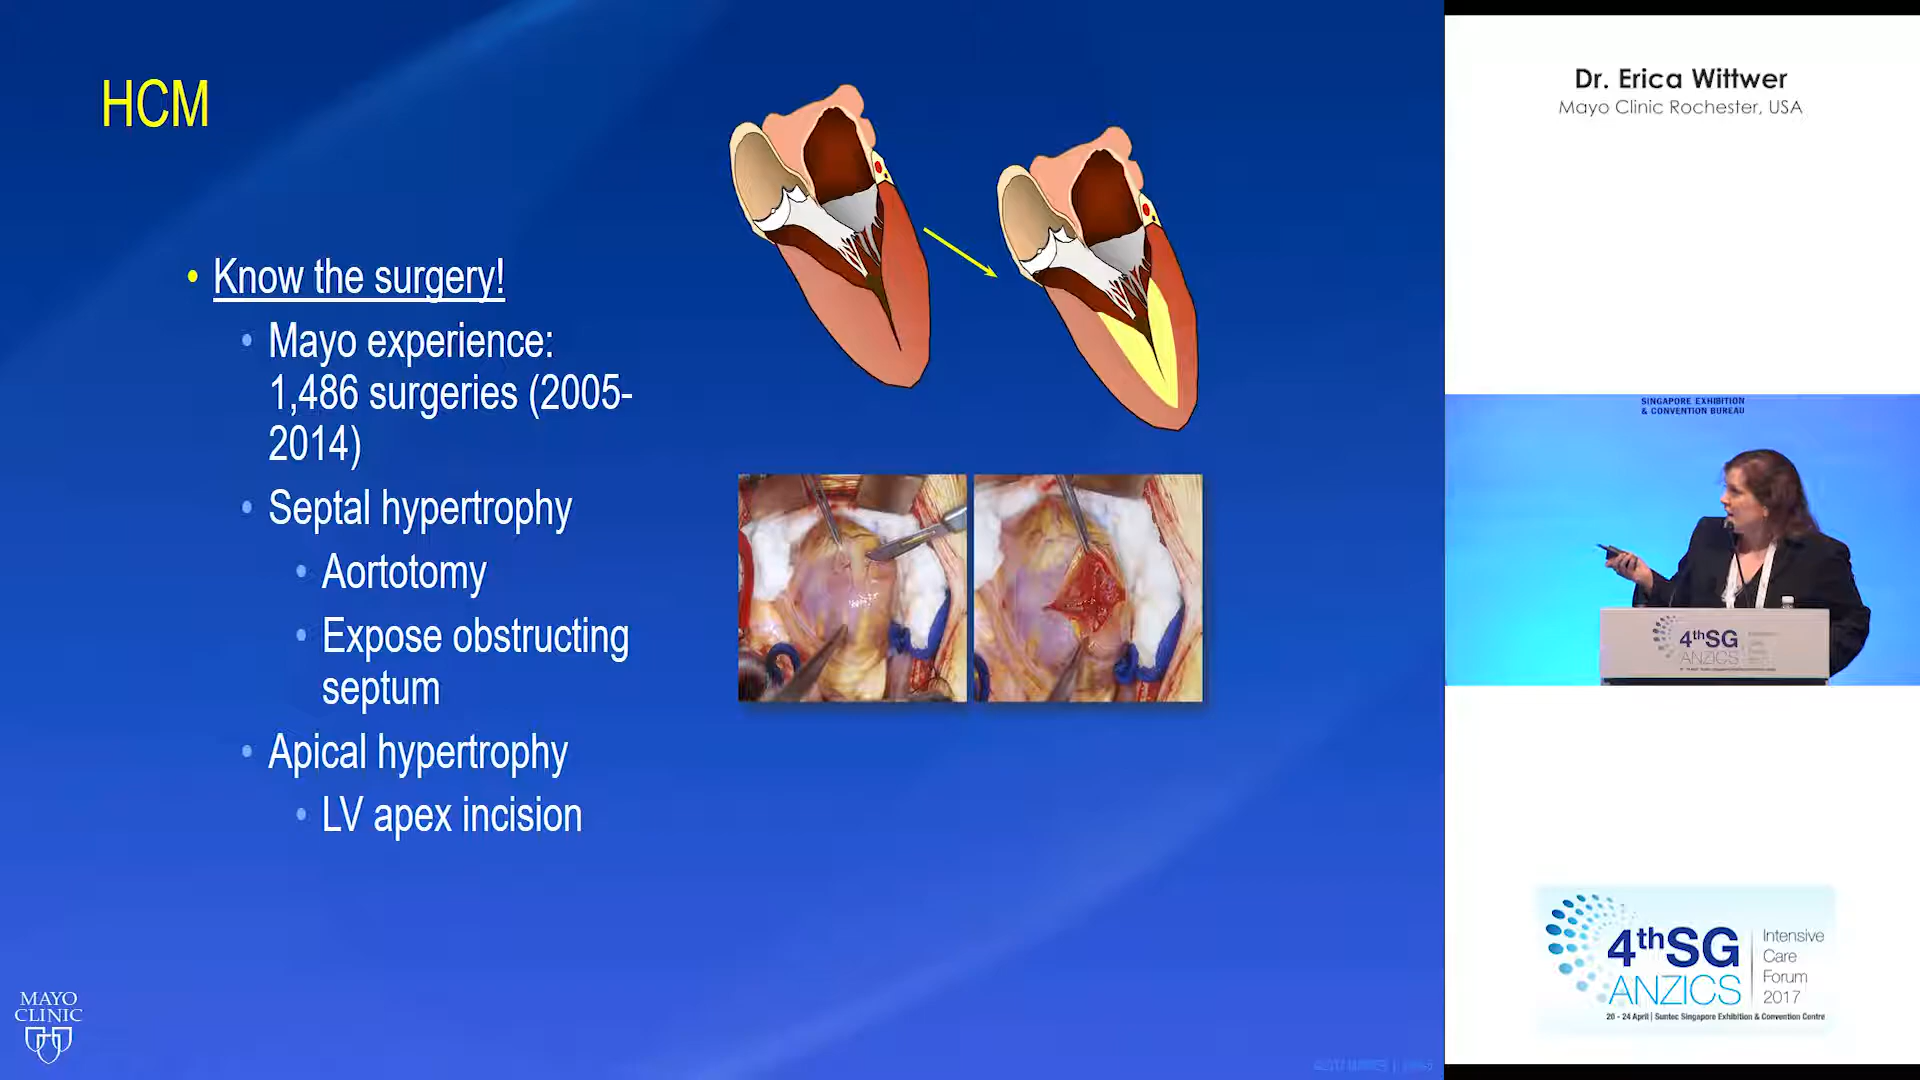 HCM
• Know the surgery!
• Mayo experience:
1,486 surgeries (2005-
2014)
• Septal hypertrophy
• Aortotomy
• Expose obstructing
septum
• Apical hypertrophy
• LV apex incision
MAYO
CLINIC
Dr. Erica Wittwer
Mayo Clinic Rochester, USA
SINGAPORE EXHIBITION
& CONVENTION BUREAU
4thSG
ANZICS
4thSG
ANZICS
Intensive
Care
Forum
2017
20 - 24 April | Suntec Singapore Exhibition & Convention Centre